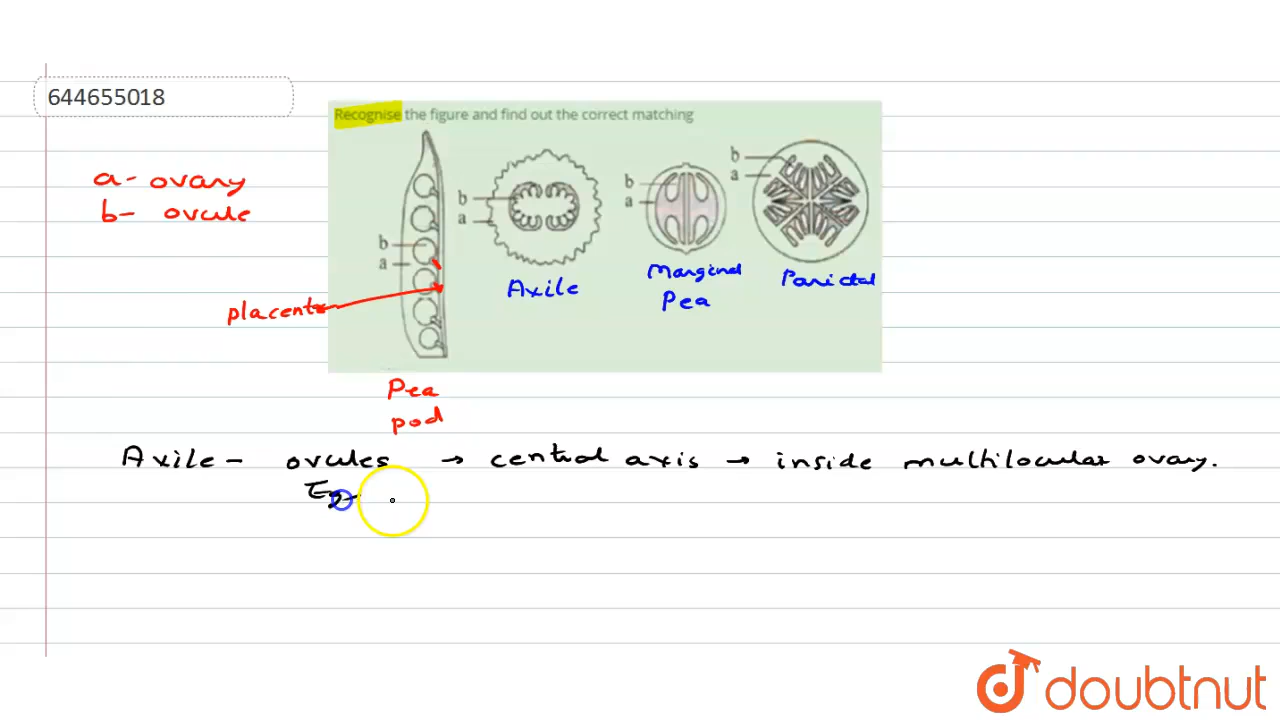 644655018
Recognise the figure and find out the correct matching
a- ovary
b- ovule
b
a
b
a
b
a
b
a
Axile
Marginal
Pea
Parietal
placenta
Pea
pod
Axile - ovules → central axis → inside multilocular ovary.
Eg-
doubtnut